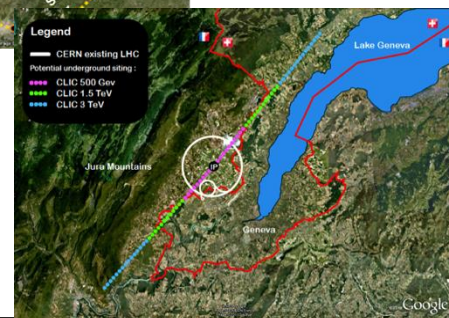 Legend
CERN existing LHC
Potential underground siting :
CLIC 500 Gev
CLIC 1.5 TeV
CLIC 3 TeV
Lake Geneva
Jura Mountains
IP
Geneva
Google